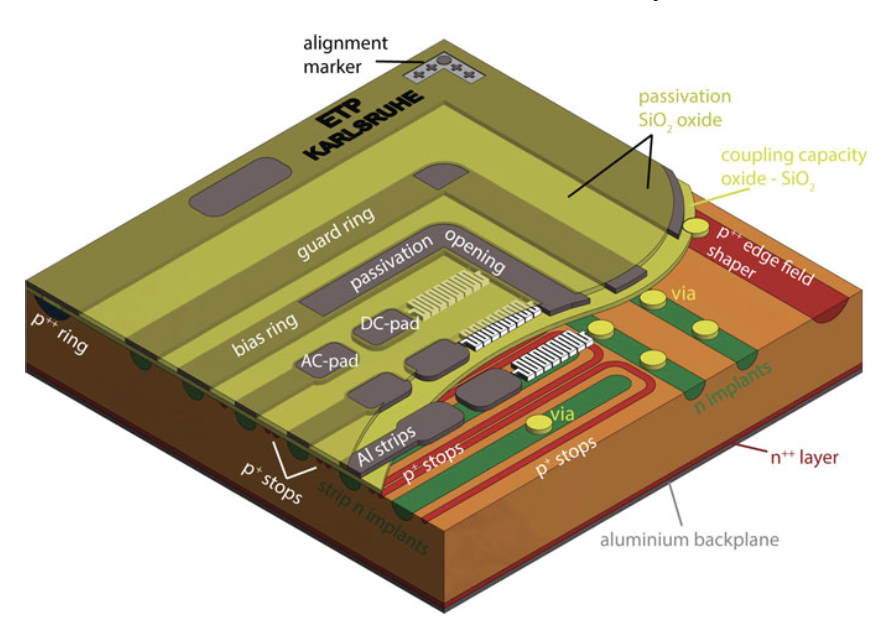 alignment
marker
ETP
KARLSRUHE
passivation
SiO₂ oxide
coupling capacity
oxide - SiO₂
guard ring
passivation opening
p⁺⁺ edge field
shaper
via
bias ring
DC-pad
AC-pad
p⁺⁺ ring
n implants
Al strips
p⁺ stops
via
p⁺ stops
p⁺ stops
strip n implants
n⁺⁺ layer
aluminium backplane